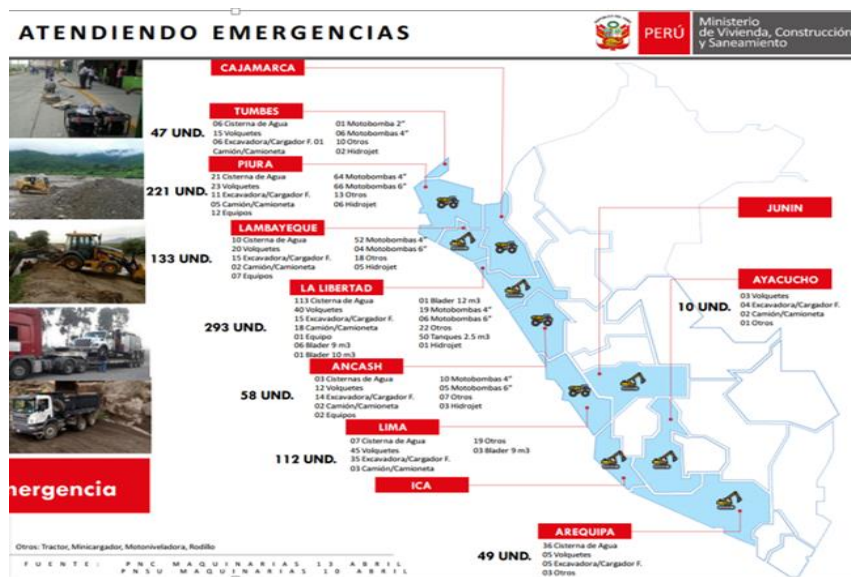 ATENDIENDO EMERGENCIAS
PERÚ
Ministerio
de Vivienda, Construcción
y Saneamiento
CAJAMARCA
TUMBES
47 UND.
06 Cisterna de Agua
15 Volquetes
06 Excavadora/Cargador F. 01
Camión/Camioneta
01 Motobomba 2"
06 Motobombas 4"
10 Otros
02 Hidrojet
PIURA
221 UND.
21 Cisterna de Agua
23 Volquetes
11 Excavadora/Cargador F.
05 Camión/Camioneta
12 Equipos
64 Motobombas 4"
66 Motobombas 6"
13 Otros
06 Hidrojet
LAMBAYEQUE
133 UND.
10 Cisterna de Agua
20 Volquetes
15 Excavadora/Cargador F.
02 Camión/Camioneta
07 Equipos
52 Motobombas 4"
04 Motobombas 6"
18 Otros
05 Hidrojet
LA LIBERTAD
293 UND.
113 Cisterna de Agua
40 Volquetes
15 Excavadora/Cargador F.
18 Camión/Camioneta
01 Equipo
06 Blader 9 m3
01 Blader 10 m3
01 Blader 12 m3
19 Motobombas 4"
06 Motobombas 6"
22 Otros
50 Tanques 2.5 m3
01 Hidrojet
ANCASH
58 UND.
03 Cisternas de Agua
12 Volquetes
14 Excavadora/Cargador F.
02 Camión/Camioneta
02 Equipos
10 Motobombas 4"
05 Motobombas 6"
07 Otros
03 Hidrojet
LIMA
112 UND.
07 Cisterna de Agua
45 Volquetes
35 Excavadora/Cargador F.
03 Camión/Camioneta
19 Otros
03 Blader 9 m3
ICA
JUNIN
AYACUCHO
10 UND.
03 Volquetes
04 Excavadora/Cargador F.
02 Camión/Camioneta
01 Otros
AREQUIPA
49 UND.
36 Cisterna de Agua
05 Volquetes
05 Excavadora/Cargador F.
03 Otros
mergencia
Otros: Tractor, Minicargador, Motoniveladora, Rodillo
FUENTE: PNC MAQUINARIAS 13 ABRIL
PNSU MAQUINARIAS 10 ABRIL